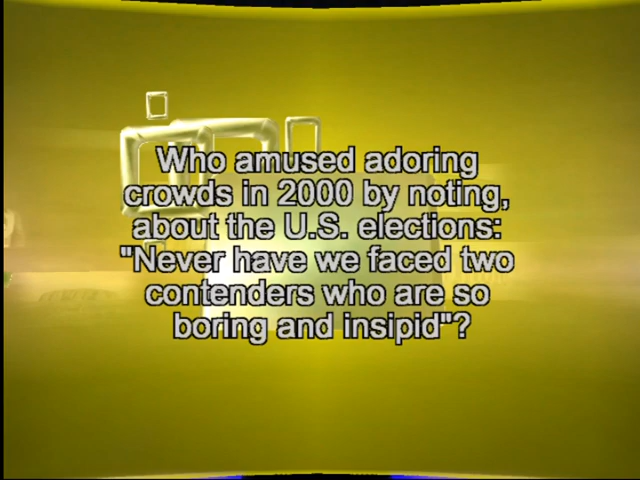 Who amused adoring
crowds in 2000 by noting,
about the U.S. elections:
"Never have we faced two
contenders who are so
boring and insipid"?